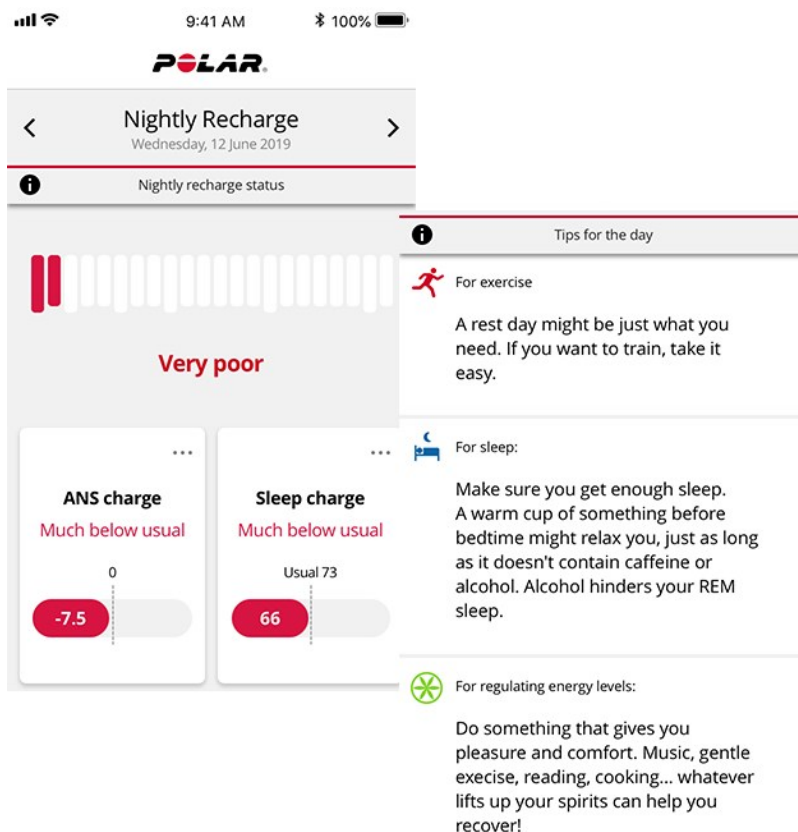 9:41 AM
100%
POLAR.
Nightly Recharge
Wednesday, 12 June 2019
Nightly recharge status
Very poor
ANS charge
Much below usual
0
-7.5
Sleep charge
Much below usual
Usual 73
66
Tips for the day
For exercise
A rest day might be just what you
need. If you want to train, take it
easy.
For sleep:
Make sure you get enough sleep.
A warm cup of something before
bedtime might relax you, just as long
as it doesn't contain caffeine or
alcohol. Alcohol hinders your REM
sleep.
For regulating energy levels:
Do something that gives you
pleasure and comfort. Music, gentle
execise, reading, cooking... whatever
lifts up your spirits can help you
recover!